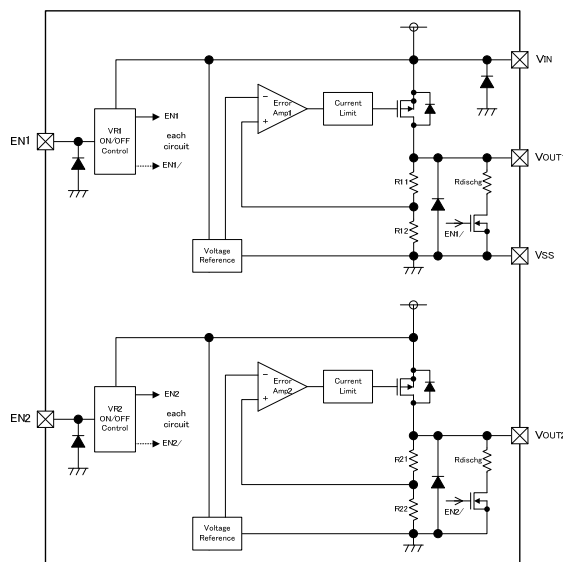 VIN
EN1
VR1
ON/OFF
Control
EN1
each
circuit
EN1/
Error
Amp1
Current
Limit
VOUT1
R11
Rdischg
R12
EN1/
Voltage
Reference
VSS
EN2
VR2
ON/OFF
Control
EN2
each
circuit
EN2/
Error
Amp2
Current
Limit
VOUT2
R21
Rdischg
R22
EN2/
Voltage
Reference